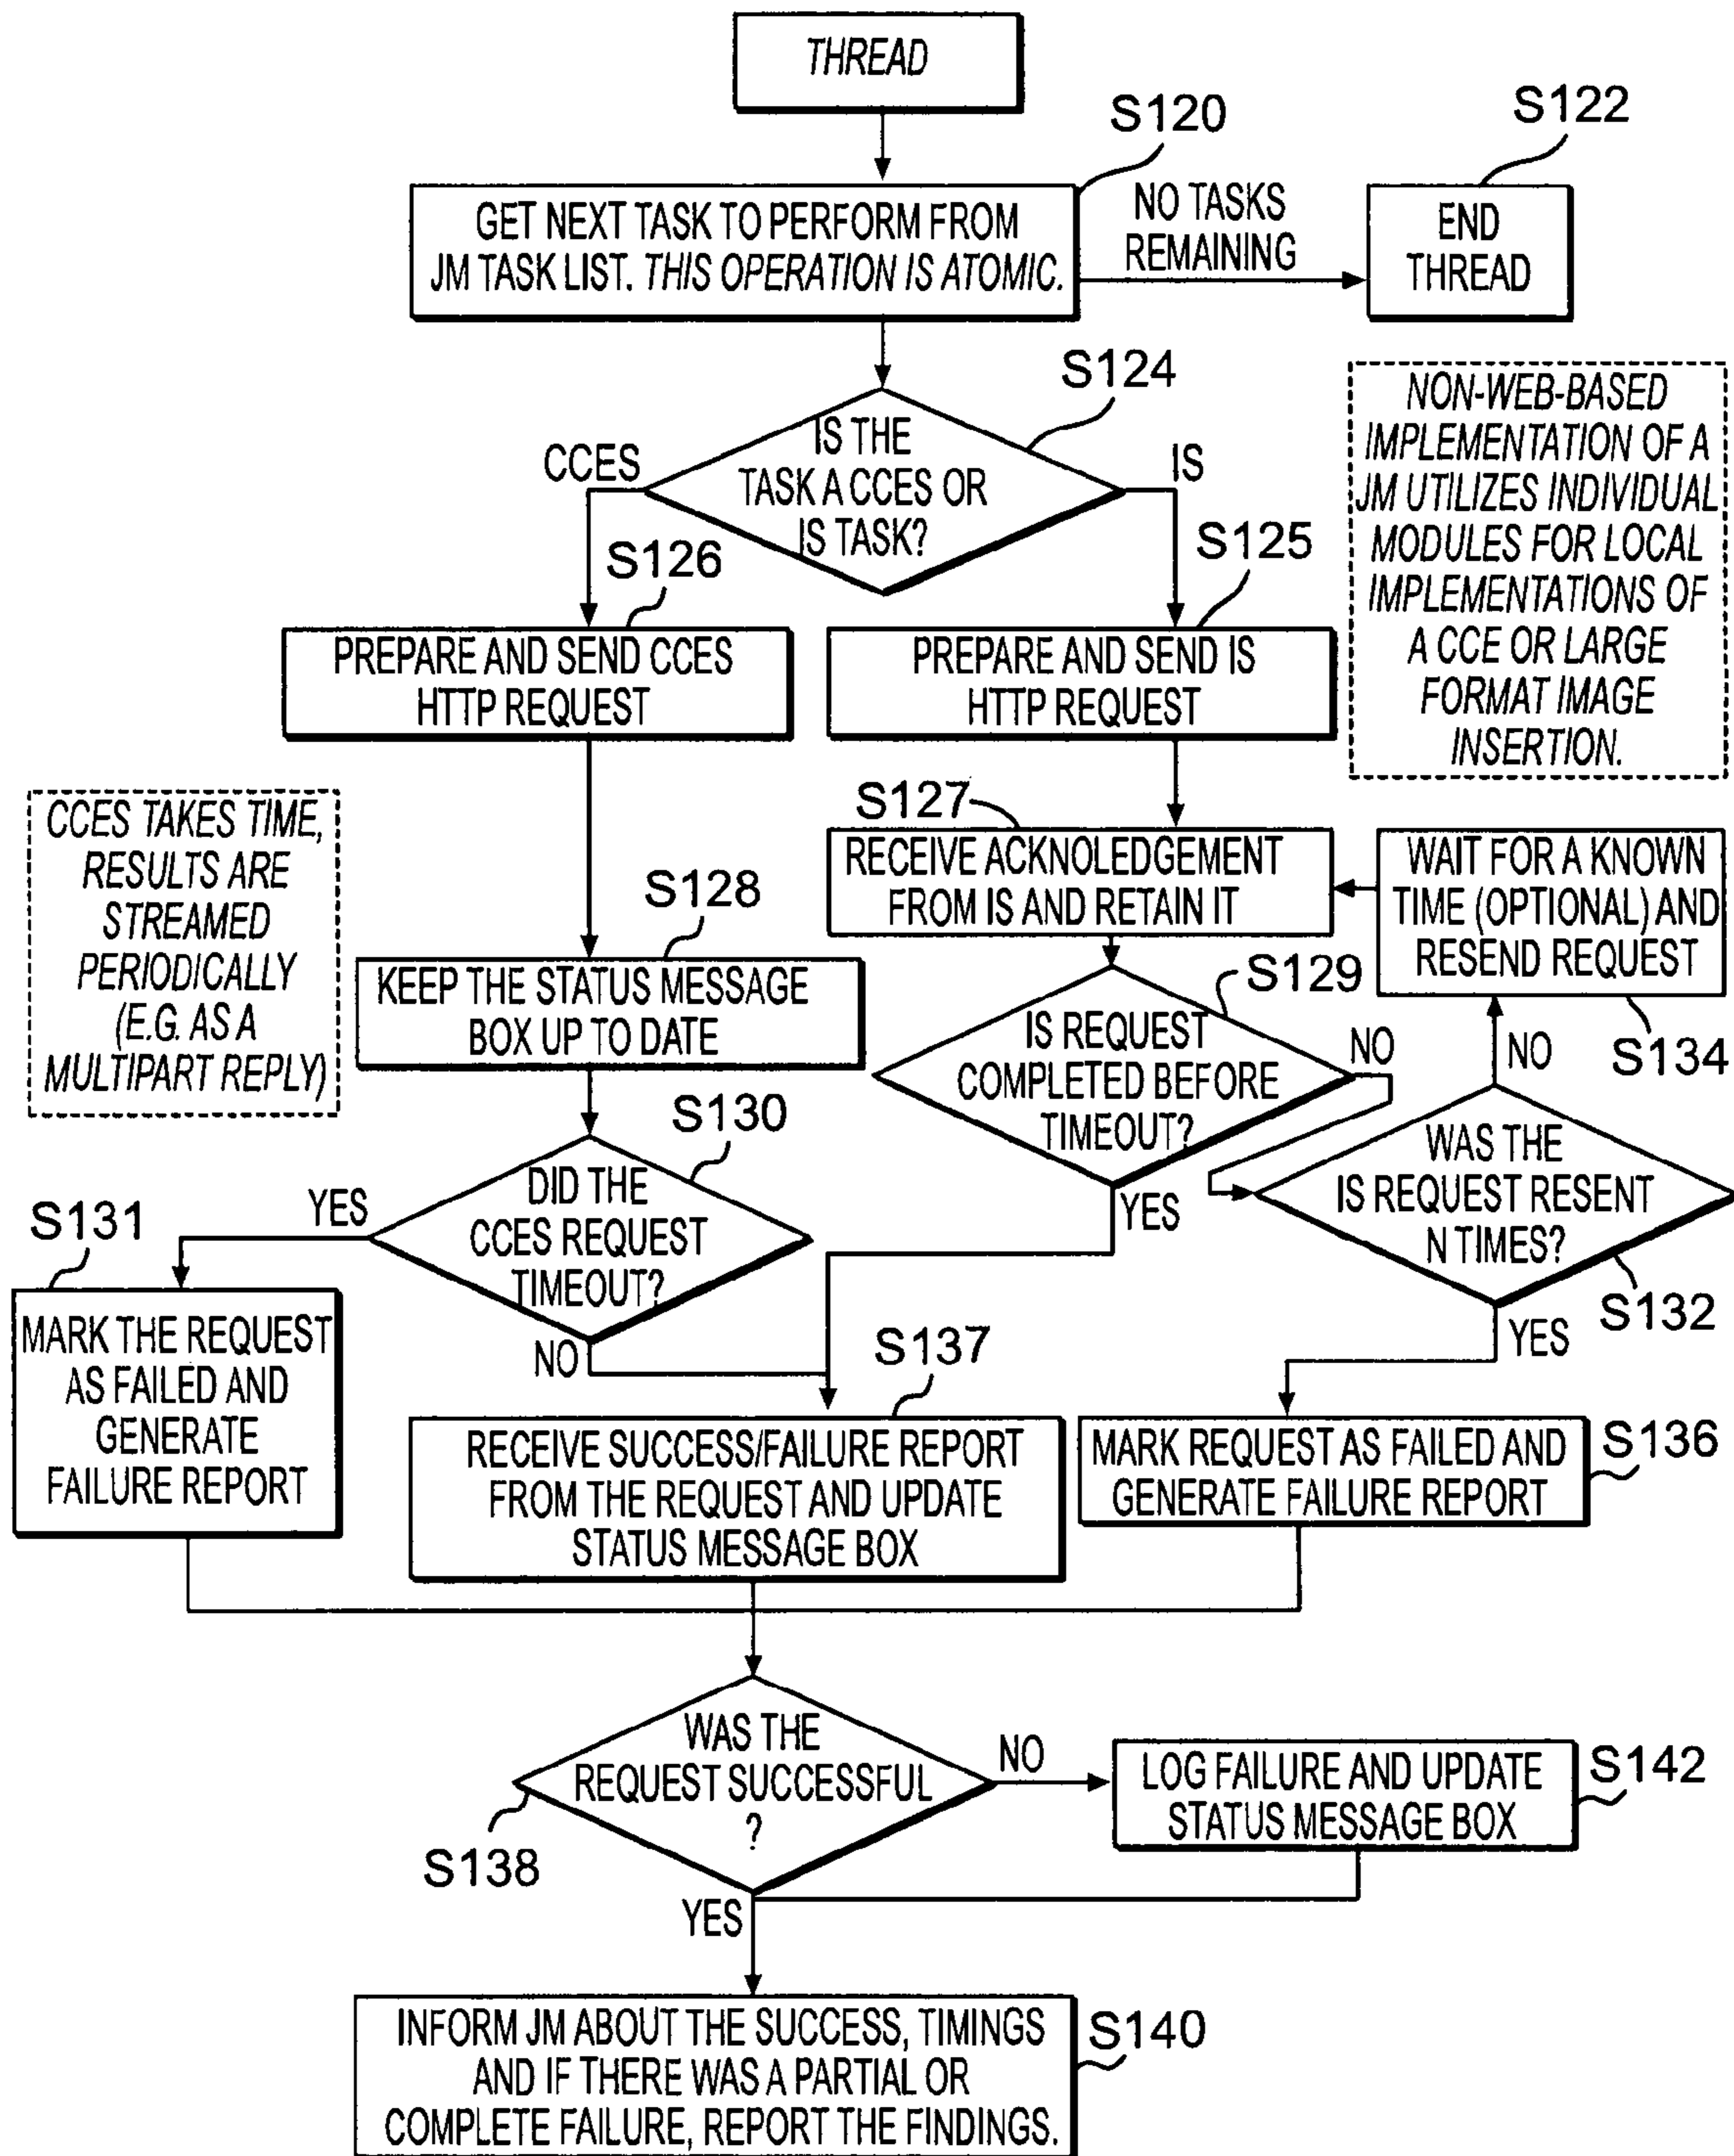 THREAD
S120
S122
GET NEXT TASK TO PERFORM FROM
JM TASK LIST. THIS OPERATION IS ATOMIC.
NO TASKS
REMAINING
END
THREAD
S124
IS THE
TASK A CCES OR
IS TASK?
CCES
IS
NON-WEB-BASED
IMPLEMENTATION OF A
JM UTILIZES INDIVIDUAL
MODULES FOR LOCAL
IMPLEMENTATIONS OF
A CCE OR LARGE
FORMAT IMAGE
INSERTION.
S126
S125
PREPARE AND SEND CCES
HTTP REQUEST
PREPARE AND SEND IS
HTTP REQUEST
CCES TAKES TIME,
RESULTS ARE
STREAMED
PERIODICALLY
(E.G. AS A
MULTIPART REPLY)
S127
RECEIVE ACKNOLEDGEMENT
FROM IS AND RETAIN IT
WAIT FOR A KNOWN
TIME (OPTIONAL) AND
RESEND REQUEST
S134
S128
KEEP THE STATUS MESSAGE
BOX UP TO DATE
S129
IS REQUEST
COMPLETED BEFORE
TIMEOUT?
NO
YES
NO
WAS THE
IS REQUEST RESENT
N TIMES?
S132
YES
S130
DID THE
CCES REQUEST
TIMEOUT?
YES
NO
S131
MARK THE REQUEST
AS FAILED AND
GENERATE
FAILURE REPORT
S137
RECEIVE SUCCESS/FAILURE REPORT
FROM THE REQUEST AND UPDATE
STATUS MESSAGE BOX
MARK REQUEST AS FAILED AND
GENERATE FAILURE REPORT
S136
WAS THE
REQUEST SUCCESSFUL
?
S138
NO
LOG FAILURE AND UPDATE
STATUS MESSAGE BOX
S142
YES
INFORM JM ABOUT THE SUCCESS, TIMINGS
AND IF THERE WAS A PARTIAL OR
COMPLETE FAILURE, REPORT THE FINDINGS.
S140